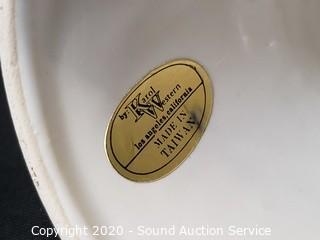 by: Karol
Western
los angeles, california
MADE IN
TAIWAN
Copyright 2020 - Sound Auction Service